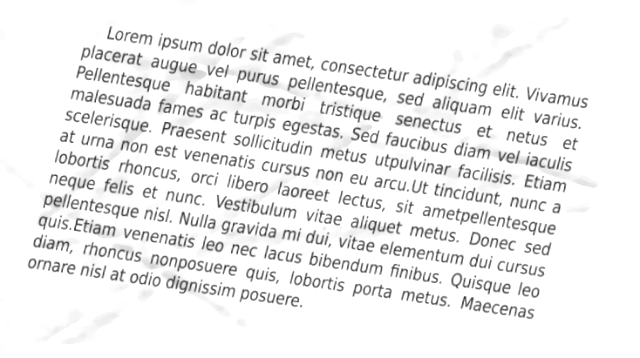 Lorem ipsum dolor sit amet, consectetur adipiscing elit. Vivamus
placerat augue vel purus pellentesque, sed aliquam elit varius.
Pellentesque habitant morbi tristique senectus et netus et
malesuada fames ac turpis egestas. Sed faucibus diam vel iaculis
scelerisque. Praesent sollicitudin metus utpulvinar facilisis. Etiam
at urna non est venenatis cursus non eu arcu.Ut tincidunt, nunc a
lobortis rhoncus, orci libero laoreet lectus, sit ametpellentesque
neque felis et nunc. Vestibulum vitae aliquet metus. Donec sed
pellentesque nisl. Nulla gravida mi dui, vitae elementum dui cursus
quis.Etiam venenatis leo nec lacus bibendum finibus. Quisque leo
diam, rhoncus nonposuere quis, lobortis porta metus. Maecenas
ornare nisl at odio dignissim posuere.